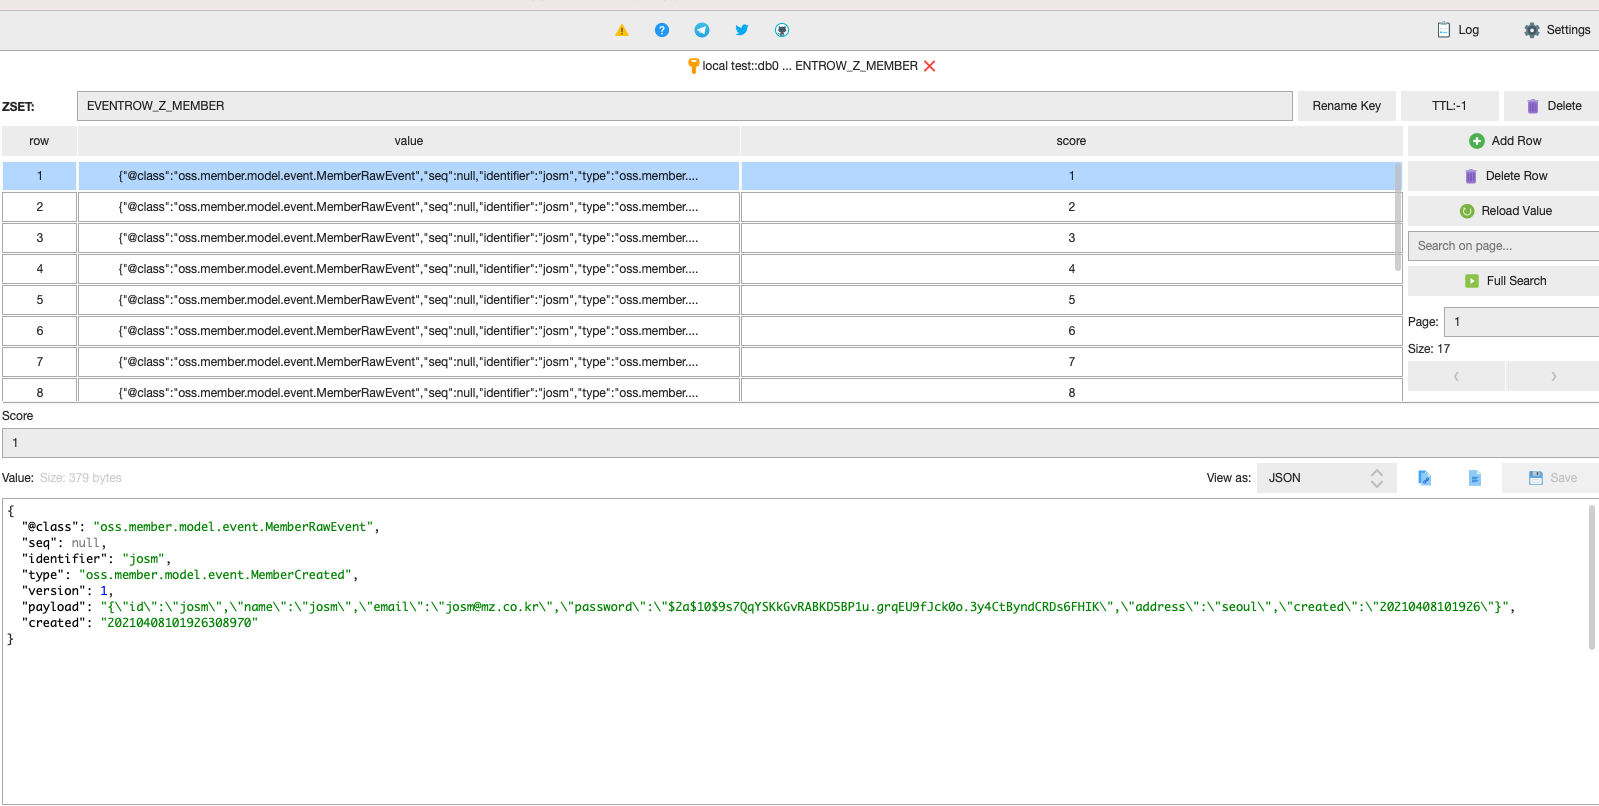 Log Settings
local test::db0 ... ENTROW_Z_MEMBER
ZSET: EVENTROW_Z_MEMBER Rename Key TTL:-1 Delete
row value score Add Row
1 {"@class":"oss.member.model.event.MemberRawEvent","seq":null,"identifier":"josm","type":"oss.member.... 1 Delete Row
2 {"@class":"oss.member.model.event.MemberRawEvent","seq":null,"identifier":"josm","type":"oss.member.... 2 Reload Value
3 {"@class":"oss.member.model.event.MemberRawEvent","seq":null,"identifier":"josm","type":"oss.member.... 3 Search on page...
4 {"@class":"oss.member.model.event.MemberRawEvent","seq":null,"identifier":"josm","type":"oss.member.... 4
Full Search
5 {"@class":"oss.member.model.event.MemberRawEvent","seq":null,"identifier":"josm","type":"oss.member.... 5
6 {"@class":"oss.member.model.event.MemberRawEvent","seq":null,"identifier":"josm","type":"oss.member.... 6 Page: 1
Size: 17
7 {"@class":"oss.member.model.event.MemberRawEvent","seq":null,"identifier":"josm","type":"oss.member.... 7
8 {"@class":"oss.member.model.event.MemberRawEvent","seq":null,"identifier":"josm","type":"oss.member.... 8
Score
1
Value: Size: 379 bytes View as: JSON Save
{
"@class": "oss.member.model.event.MemberRawEvent",
"seq": null,
"identifier": "josm",
"type": "oss.member.model.event.MemberCreated",
"version": 1,
"payload": "{\"id\":\"josm\",\"name\":\"josm\",\"email\":\"josm@mz.co.kr\",\"password\":\"$2a$10$9s7QqYSKkGvRABKD5BP1u.grqEU9fJck0o.3y4CtByndCRDs6FHIK\",\"address\":\"seoul\",\"created\":\"20210408101926\"}",
"created": "20210408101926308970"
}